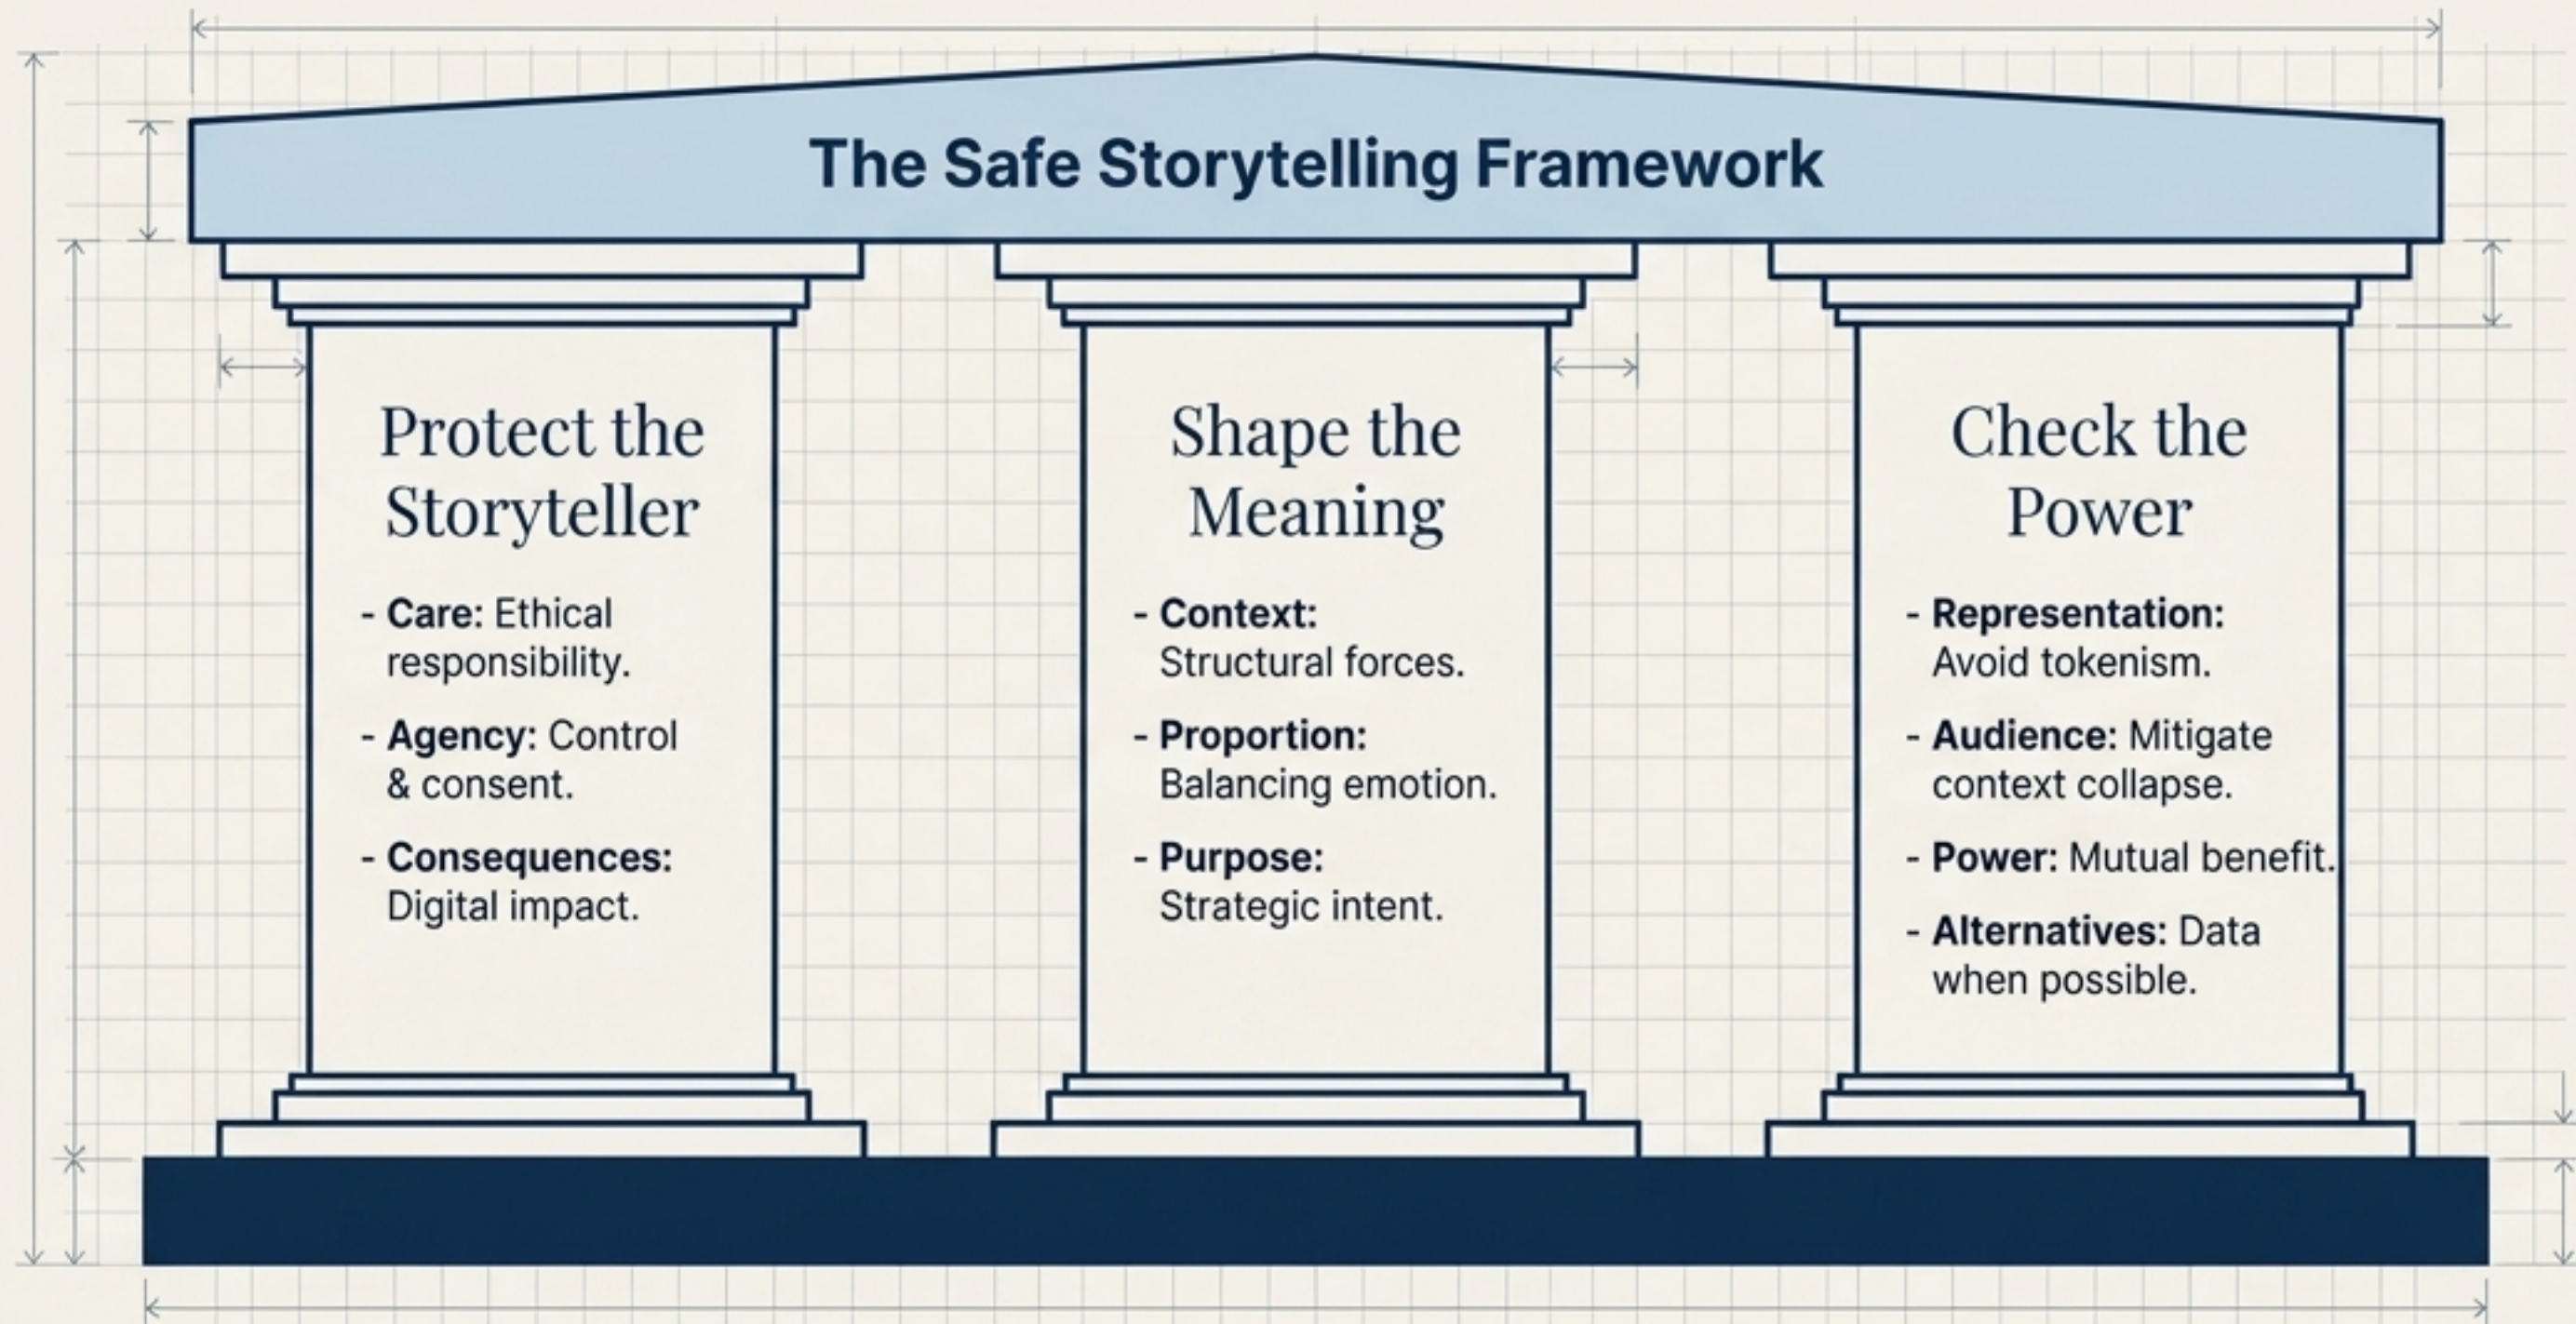 The Safe Storytelling Framework
Protect the
Storyteller
- Care: Ethical
responsibility.
- Agency: Control
& consent.
- Consequences:
Digital impact.
Shape the
Meaning
- Context:
Structural forces.
- Proportion:
Balancing emotion.
- Purpose:
Strategic intent.
Check the
Power
- Representation:
Avoid tokenism.
- Audience: Mitigate
context collapse.
- Power: Mutual benefit.
- Alternatives: Data
when possible.